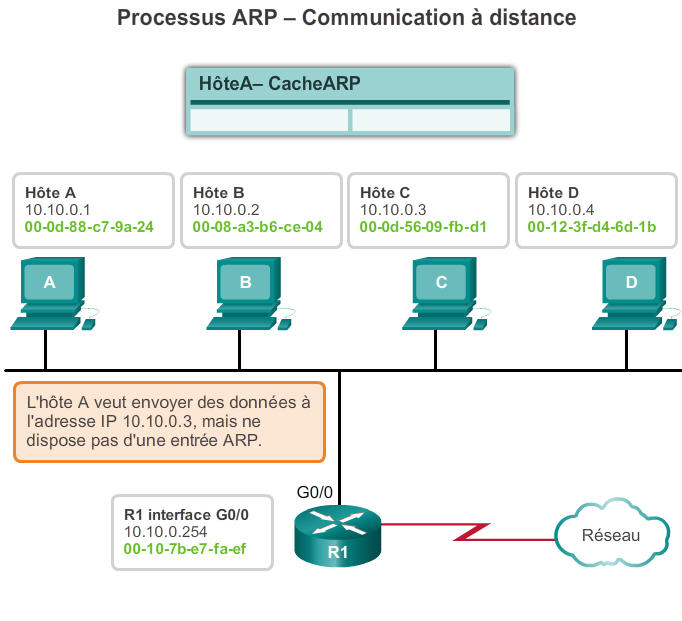 Processus ARP – Communication à distance
HôteA– CacheARP
Hôte A
10.10.0.1
00-0d-88-c7-9a-24
Hôte B
10.10.0.2
00-08-a3-b6-ce-04
Hôte C
10.10.0.3
00-0d-56-09-fb-d1
Hôte D
10.10.0.4
00-12-3f-d4-6d-1b
A
B
C
D
L'hôte A veut envoyer des données à
l'adresse IP 10.10.0.3, mais ne
dispose pas d'une entrée ARP.
G0/0
R1 interface G0/0
10.10.0.254
00-10-7b-e7-fa-ef
R1
Réseau